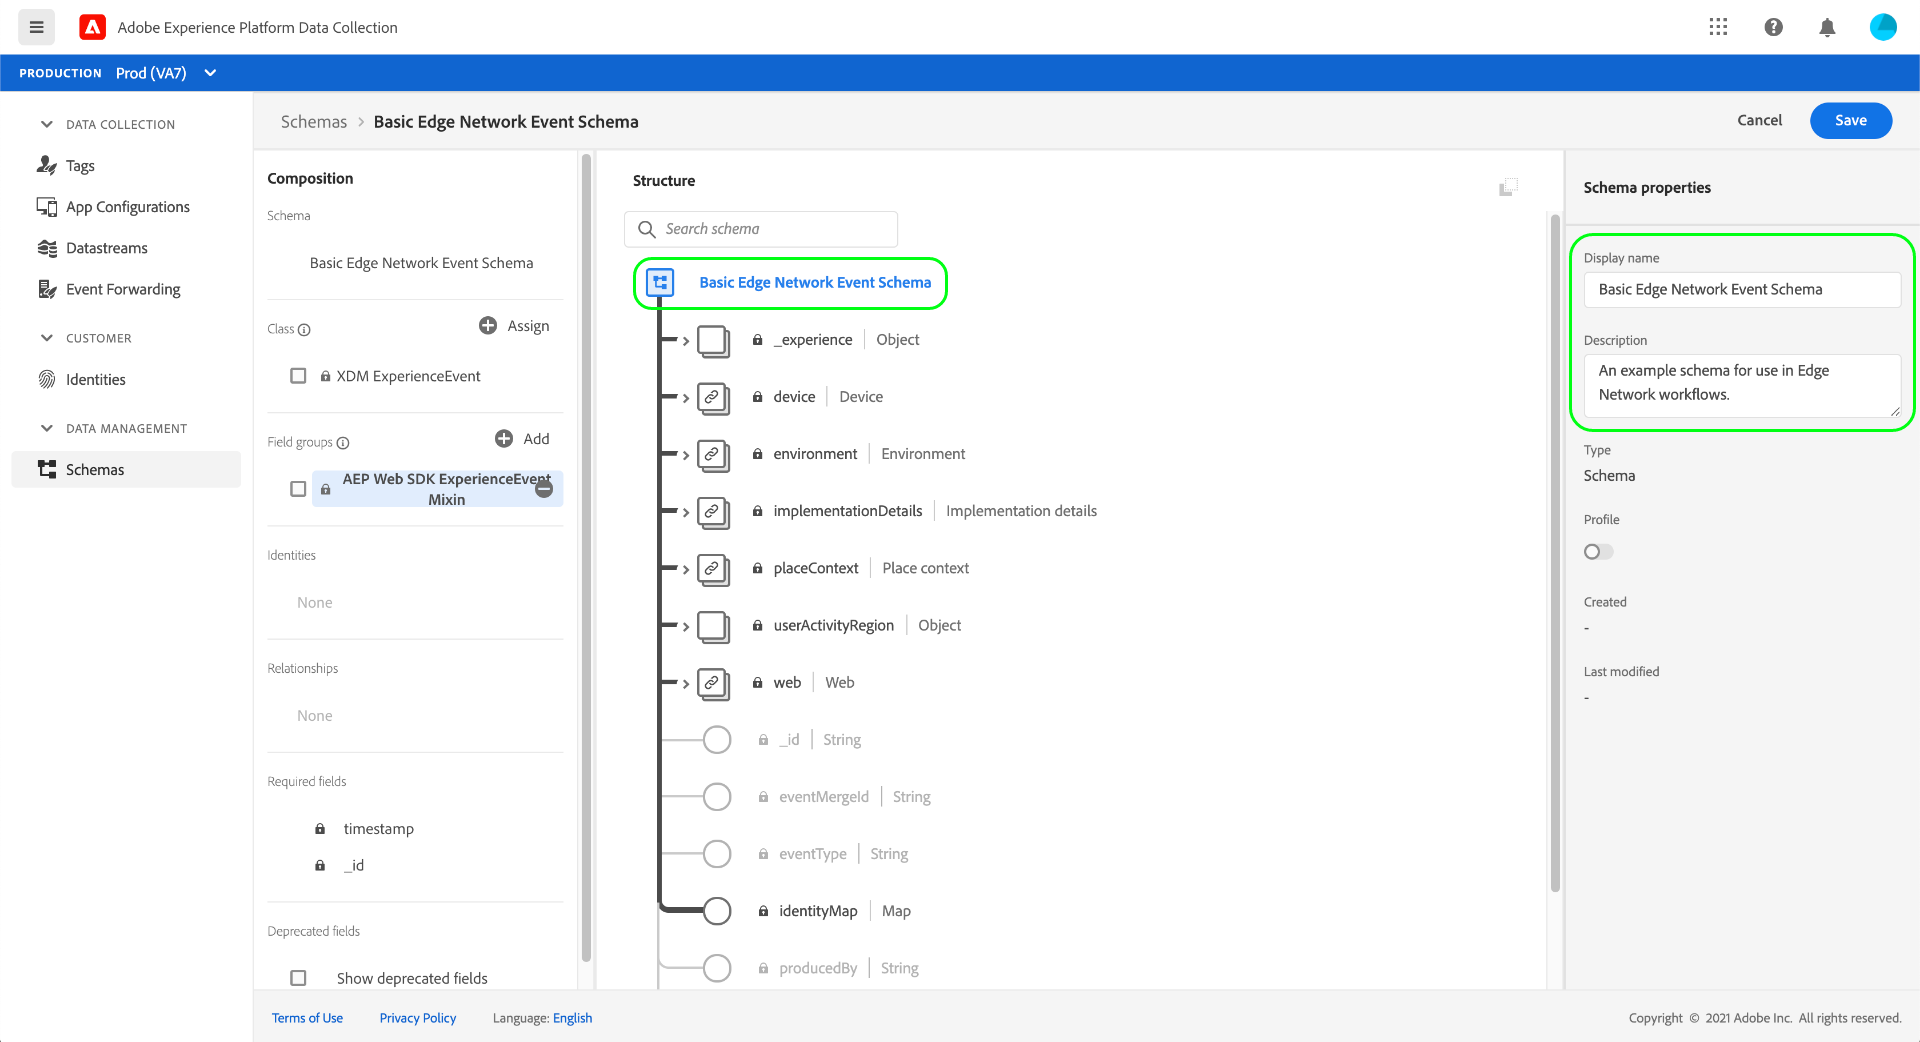 Adobe Experience Platform Data Collection
PRODUCTION Prod (VA7)
DATA COLLECTION
Tags
App Configurations
Datastreams
Event Forwarding
CUSTOMER
Identities
DATA MANAGEMENT
Schemas
Schemas > Basic Edge Network Event Schema
Cancel
Save
Composition
Schema
Basic Edge Network Event Schema
Class
Assign
XDM ExperienceEvent
Field groups
Add
AEP Web SDK ExperienceEvent
Mixin
Identities
None
Relationships
None
Required fields
timestamp
_id
Deprecated fields
Show deprecated fields
Structure
Search schema
Basic Edge Network Event Schema
_experience | Object
device | Device
environment | Environment
implementationDetails | Implementation details
placeContext | Place context
userActivityRegion | Object
web | Web
_id | String
eventMergeId | String
eventType | String
identityMap | Map
producedBy | String
Schema properties
Display name
Basic Edge Network Event Schema
Description
An example schema for use in Edge
Network workflows.
Type
Schema
Profile
Created
-
Last modified
-
Terms of Use
Privacy Policy
Language: English
Copyright © 2021 Adobe Inc. All rights reserved.